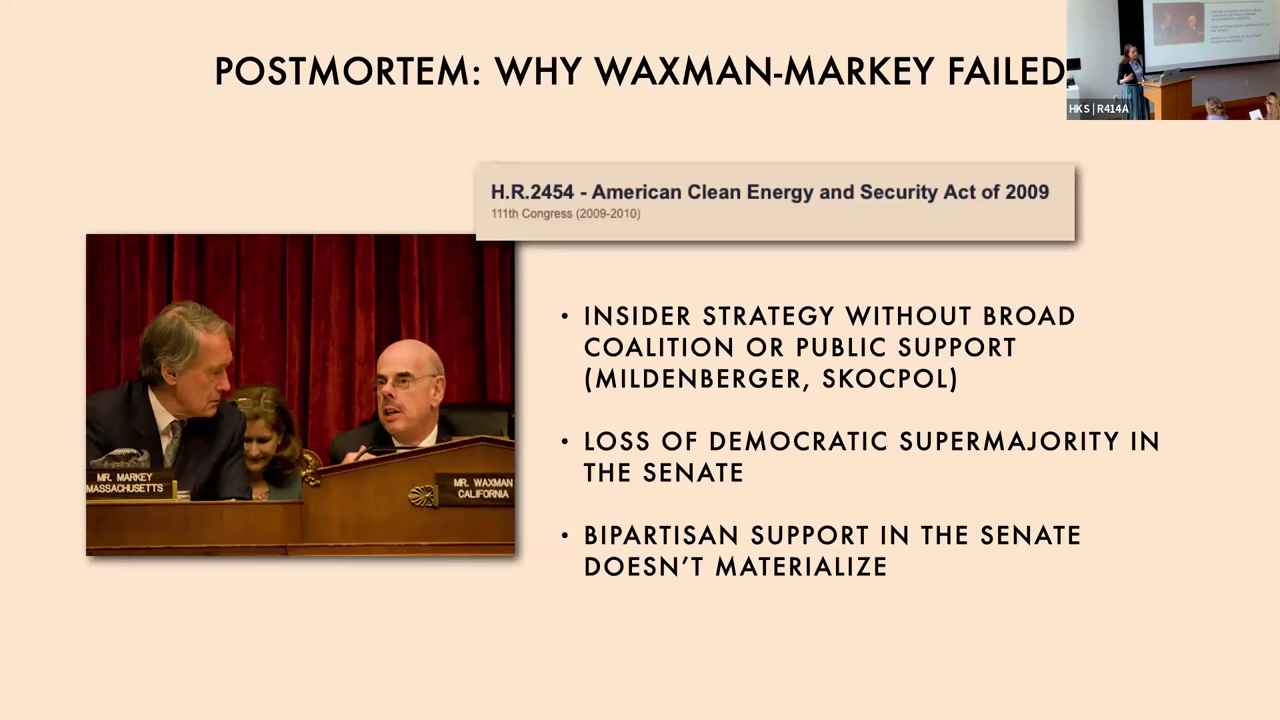 POSTMORTEM: WHY WAXMAN-MARKEY FAILED
HKS | R414A
H.R.2454 - American Clean Energy and Security Act of 2009
111th Congress (2009-2010)
MR. MARKEY
MASSACHUSETTS
MR. WAXMAN
CALIFORNIA
• INSIDER STRATEGY WITHOUT BROAD
COALITION OR PUBLIC SUPPORT
(MILDENBERGER, SKOCPOL)
• LOSS OF DEMOCRATIC SUPERMAJORITY IN
THE SENATE
• BIPARTISAN SUPPORT IN THE SENATE
DOESN’T MATERIALIZE